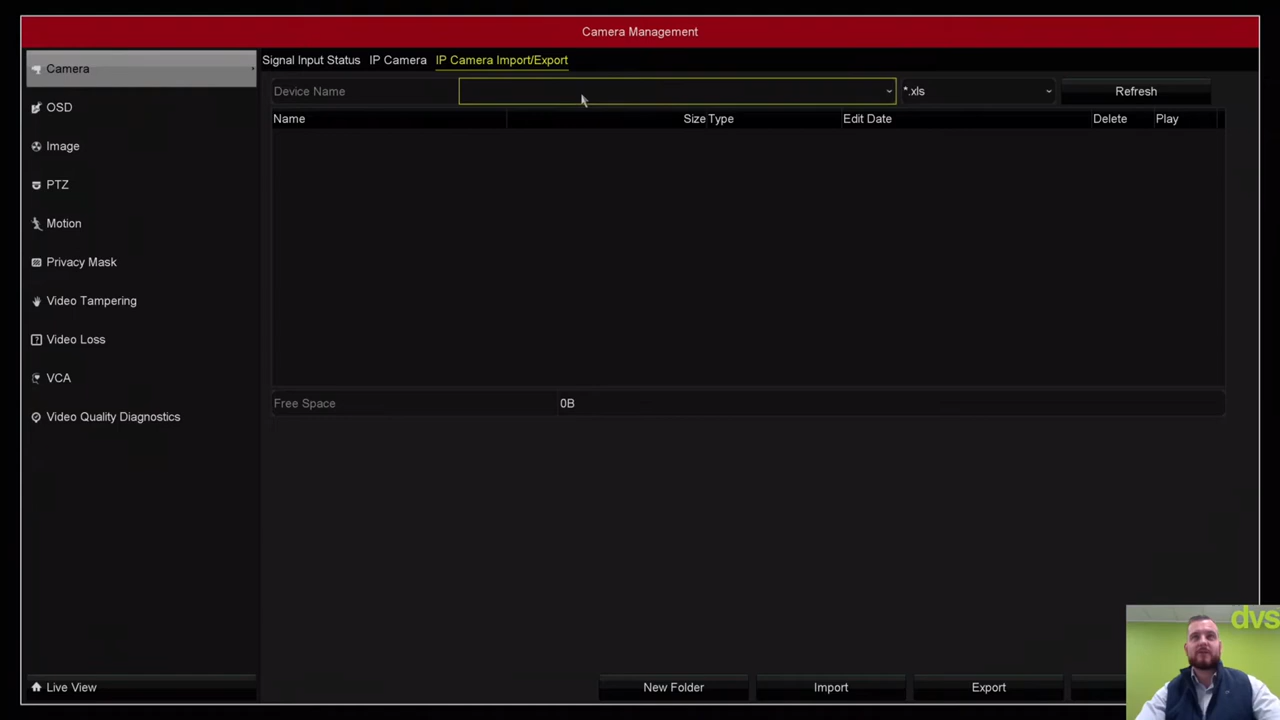 Camera Management
Camera
OSD
Image
PTZ
Motion
Privacy Mask
Video Tampering
Video Loss
VCA
Video Quality Diagnostics
Live View
Signal Input Status IP Camera IP Camera Import/Export
Device Name *.xls Refresh
Name Size Type Edit Date Delete Play
Free Space 0B
New Folder Import Export
dvs